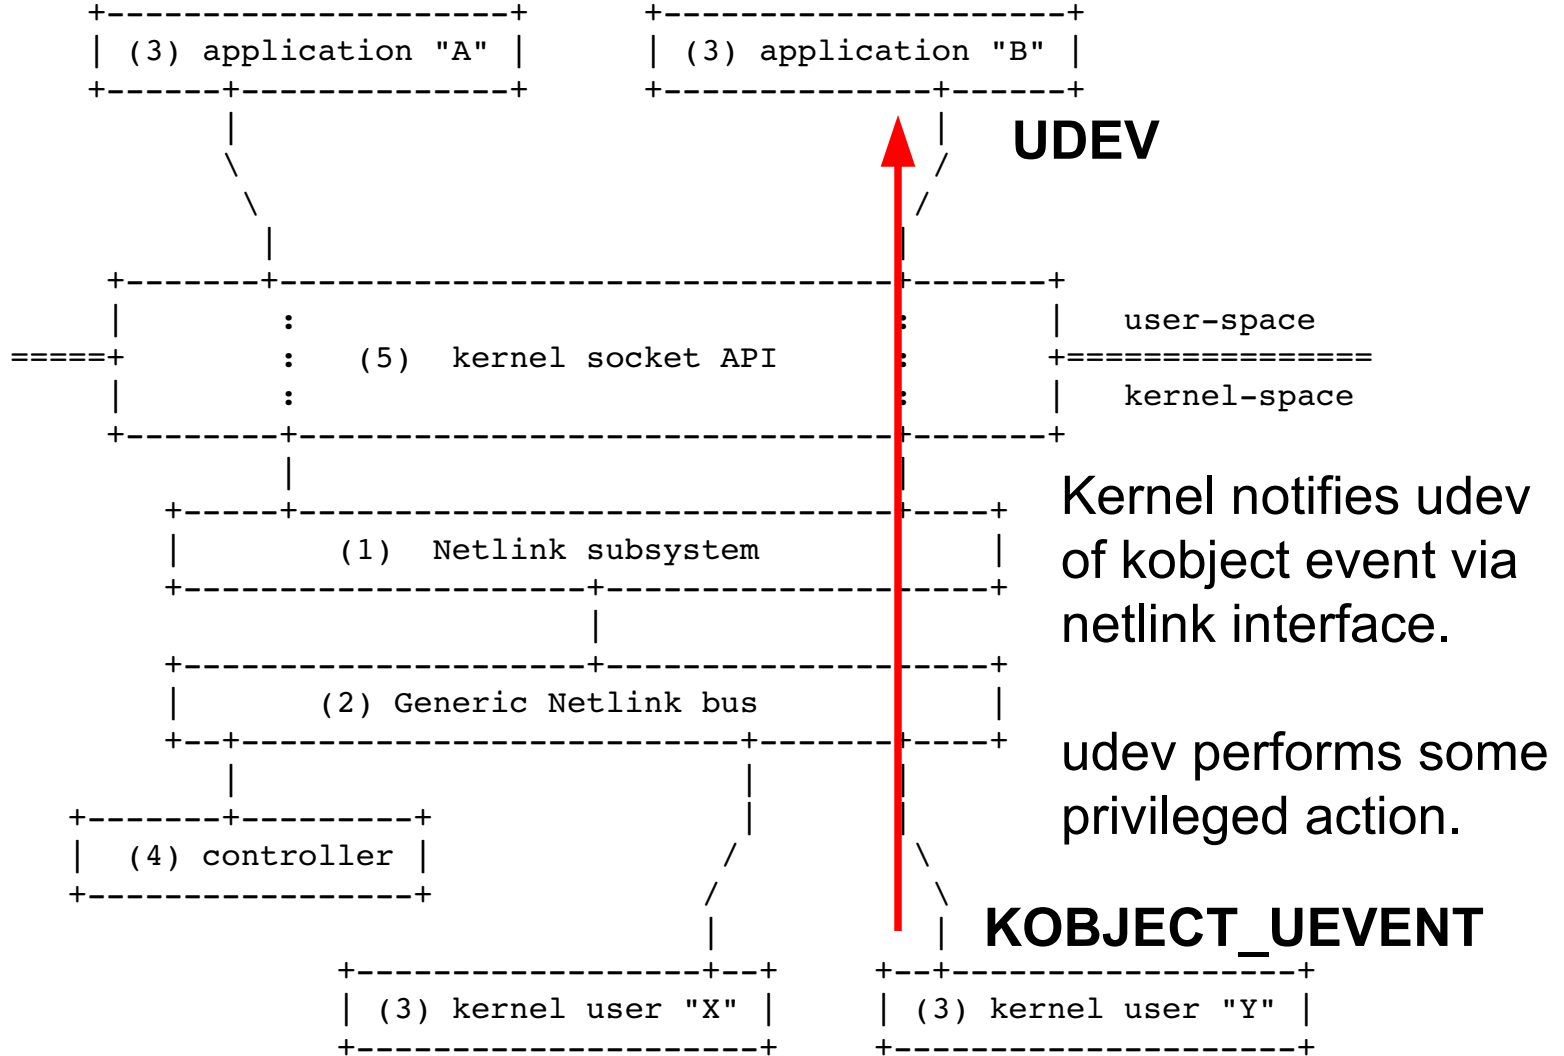 (3) application "A"
(3) application "B"
UDEV
user-space
(5) kernel socket API
kernel-space
Kernel notifies udev
of kobject event via
netlink interface.
(1) Netlink subsystem
(2) Generic Netlink bus
udev performs some
privileged action.
(4) controller
KOBJECT_UEVENT
(3) kernel user "X"
(3) kernel user "Y"